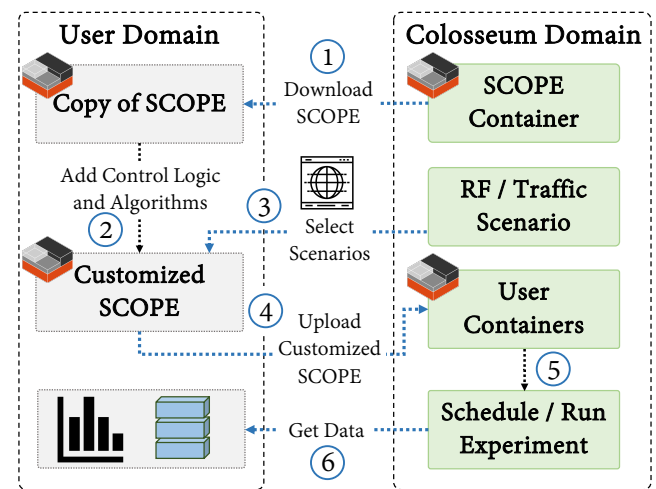 User Domain
Colosseum Domain
1
Copy of SCOPE
Download
SCOPE
SCOPE
Container
Add Control Logic
and Algorithms
2
3
Select
Scenarios
RF / Traffic
Scenario
Customized
SCOPE
4
Upload
Customized
SCOPE
User
Containers
5
Schedule / Run
Experiment
Get Data
6